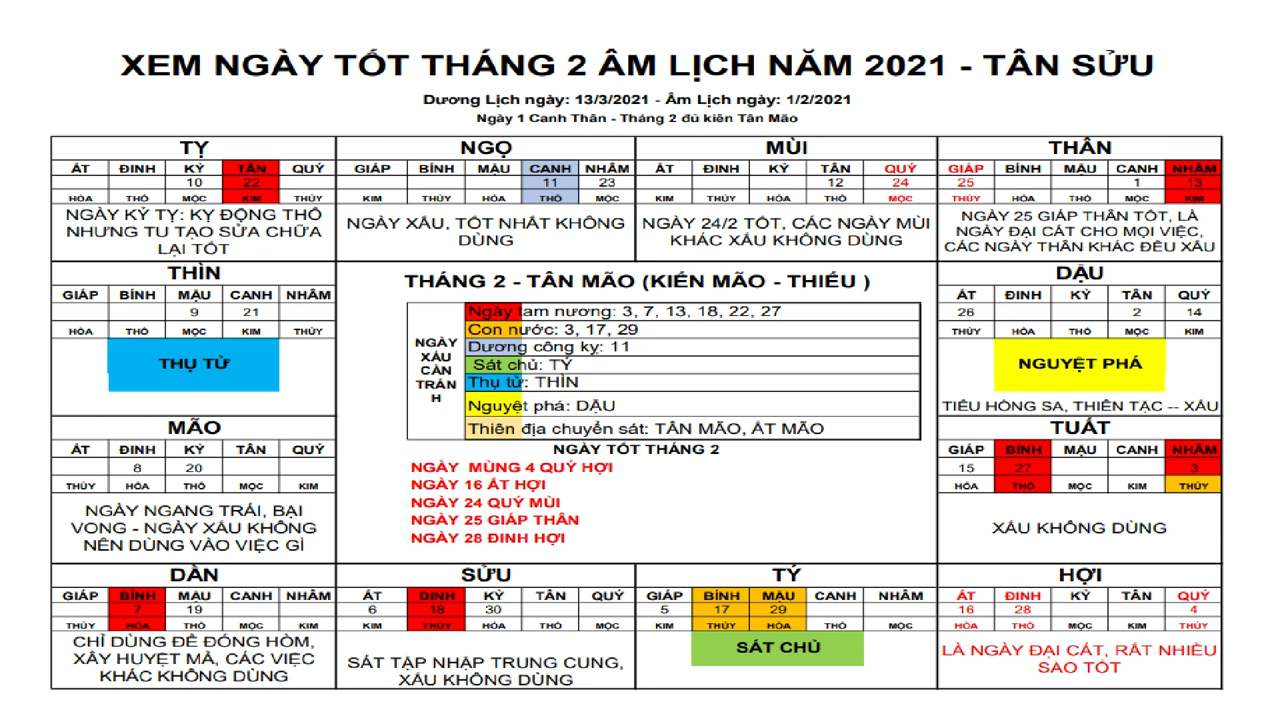 XEM NGÀY TỐT THÁNG 2 ÂM LỊCH NĂM 2021 - TÂN SỬU
Dương Lịch ngày: 13/3/2021 - Âm Lịch ngày: 1/2/2021
Ngày 1 Canh Thân - Tháng 2 đủ kiên Tân Mão
TỴ
ẤT ĐINH KỶ TÂN QUÝ
10 22
HỎA THỔ MỘC KIM THỦY
NGÀY KỶ TỴ: KỴ ĐỘNG THỔ
NHƯNG TU TẠO SỬA CHỮA
LẠI TỐT
NGỌ
GIÁP BÍNH MẬU CANH NHÂM
11 23
KIM THỦY HỎA THỔ MỘC
NGÀY XẤU, TỐT NHẤT KHÔNG
DÙNG
MÙI
ẤT ĐINH KỶ TÂN QUÝ
12 24
KIM THỦY HỎA THỔ MỘC
NGÀY 24/2 TỐT, CÁC NGÀY MÙI
KHÁC XẤU KHÔNG DÙNG
THÂN
GIÁP BÍNH MẬU CANH NHÂM
25 1 13
THỦY HỎA THỔ MỘC KIM
NGÀY 25 GIÁP THÂN TỐT, LÀ
NGÀY ĐẠI CÁT CHO MỌI VIỆC,
CÁC NGÀY THÂN KHÁC ĐỀU XẤU
THÌN
GIÁP BÍNH MẬU CANH NHÂM
9 21
HỎA THỔ MỘC KIM THỦY
THỤ TỬ
THÁNG 2 - TÂN MÃO (KIẾN MÃO - THIẾU )
NGÀY
XẤU
CẦN
TRÁN
H
Ngày tam nương: 3, 7, 13, 18, 22, 27
Con nước: 3, 17, 29
Dương công kỵ: 11
Sát chủ: TÝ
Thụ tử: THÌN
Nguyệt phá: DẬU
Thiên địa chuyển sát: TÂN MÃO, ẤT MÃO
NGÀY TỐT THÁNG 2
NGÀY MÙNG 4 QUÝ HỢI
NGÀY 16 ẤT HỢI
NGÀY 24 QUÝ MÙI
NGÀY 25 GIÁP THÂN
NGÀY 28 ĐINH HỢI
DẬU
ẤT ĐINH KỶ TÂN QUÝ
26 2 14
THỦY HỎA THỔ MỘC KIM
NGUYỆT PHÁ
TIỂU HỒNG SA, THIÊN TẶC -- XẤU
MÃO
ẤT ĐINH KỶ TÂN QUÝ
8 20
THỦY HỎA THỔ MỘC KIM
NGÀY NGANG TRÁI, BẠI
VONG - NGÀY XẤU KHÔNG
NÊN DÙNG VÀO VIỆC GÌ
TUẤT
GIÁP BÍNH MẬU CANH NHÂM
15 27 3
HỎA THỔ MỘC KIM THỦY
XẤU KHÔNG DÙNG
DẦN
GIÁP BÍNH MẬU CANH NHÂM
7 19
THỦY HỎA THỔ MỘC KIM
CHỈ DÙNG ĐỂ ĐÓNG HÒM,
XÂY HUYỆT MÃ, CÁC VIỆC
KHÁC KHÔNG DÙNG
SỬU
ẤT ĐINH KỶ TÂN QUÝ
6 18 30
KIM THỦY HỎA THỔ MỘC
SÁT TẬP NHẬP TRUNG CUNG,
XẤU KHÔNG DÙNG
TÝ
GIÁP BÍNH MẬU CANH NHÂM
5 17 29
KIM THỦY HỎA THỔ MỘC
SÁT CHỦ
HỢI
ẤT ĐINH KỶ TÂN QUÝ
16 28 4
HỎA THỔ MỘC KIM THỦY
LÀ NGÀY ĐẠI CÁT, RẤT NHIỀU
SAO TỐT